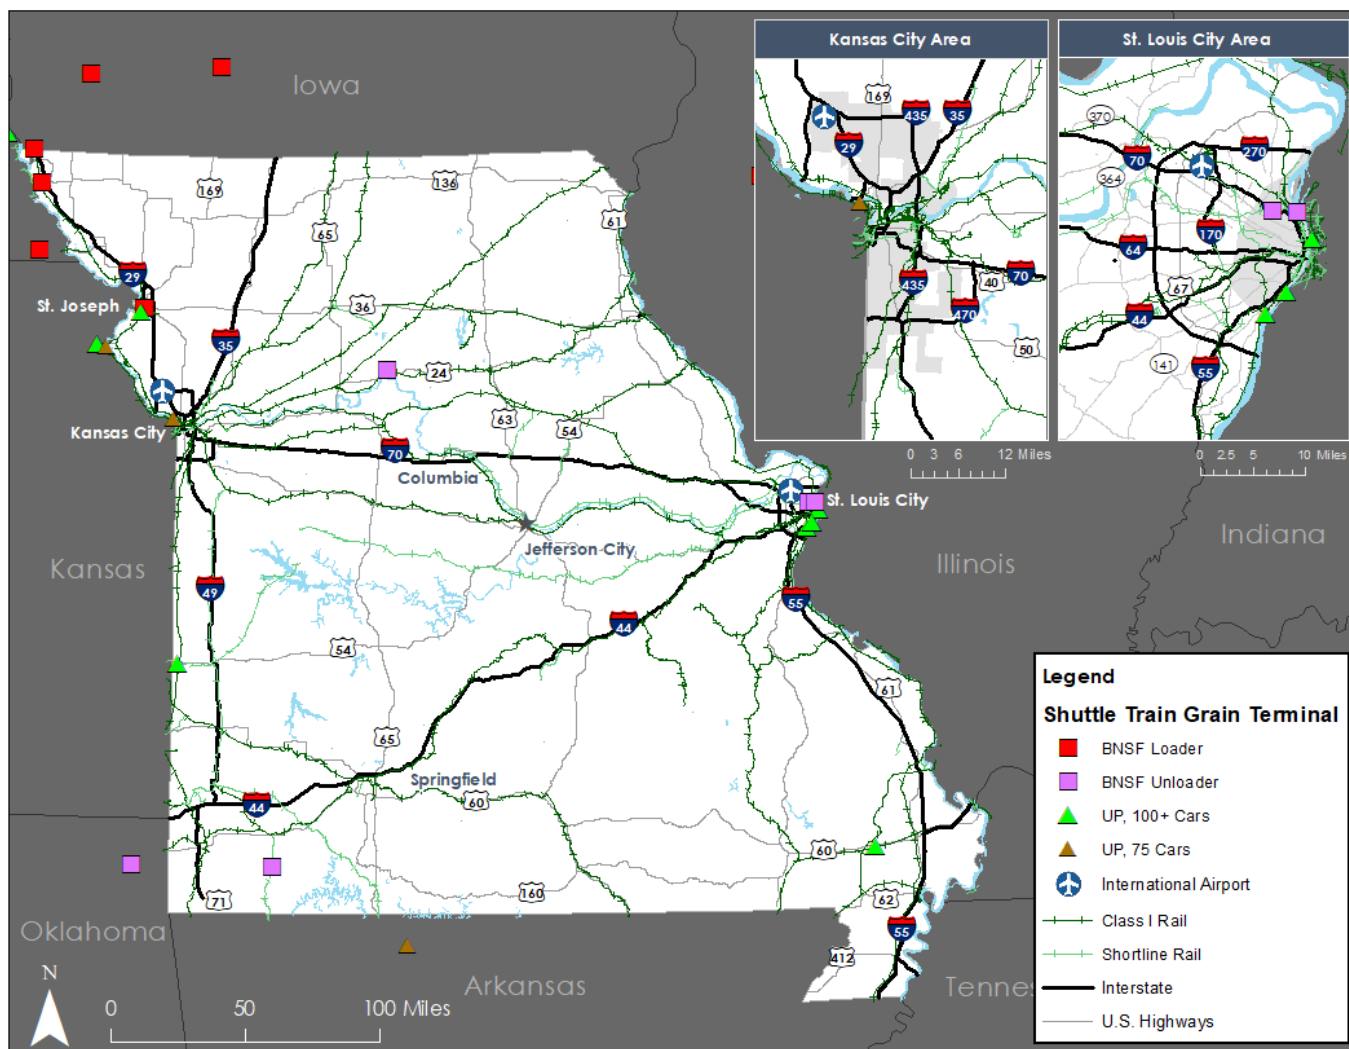 Iowa
169
136
65
61
29
St. Joseph
36
35
24
63
54
Kansas City
70
Columbia
St. Louis City
Jefferson City
Kansas
Illinois
Indiana
49
44
55
54
61
65
Springfield
60
44
60
160
71
62
55
412
Oklahoma
Arkansas
Tennes
N
0 50 100 Miles
Kansas City Area
169
435
35
29
70
40
435
470
50
0 3 6 12 Miles
St. Louis City Area
370
70
270
364
170
64
67
44
141
55
0 2.5 5 10 Miles
Legend
Shuttle Train Grain Terminal
BNSF Loader
BNSF Unloader
UP, 100+ Cars
UP, 75 Cars
International Airport
Class I Rail
Shortline Rail
Interstate
U.S. Highways